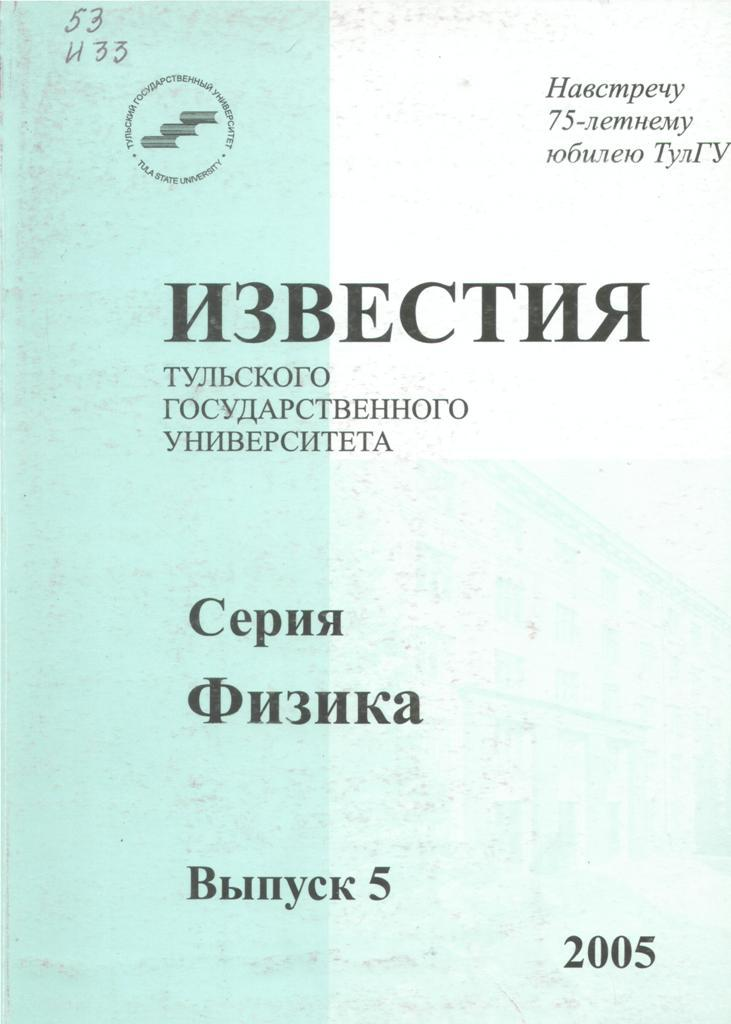 53
И 33
ТУЛЬСКИЙ ГОСУДАРСТВЕННЫЙ УНИВЕРСИТЕТ
• TULA STATE UNIVERSITY •
Навстречу
75-летнему
юбилею ТулГУ
ИЗВЕСТИЯ
ТУЛЬСКОГО
ГОСУДАРСТВЕННОГО
УНИВЕРСИТЕТА
Серия
Физика
Выпуск 5
2005